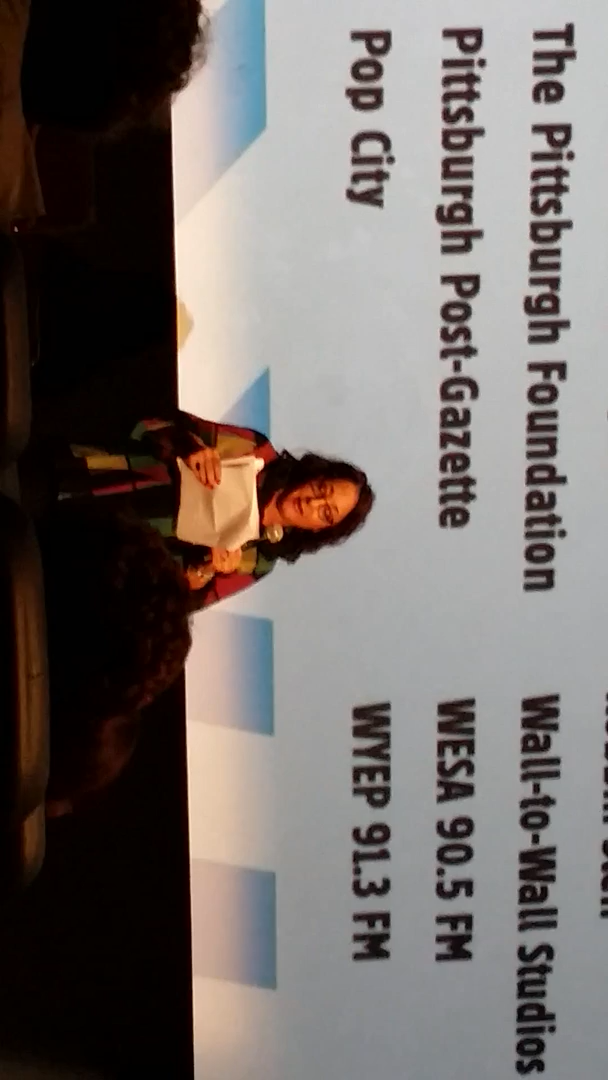 The Pittsburgh Foundation
Pittsburgh Post-Gazette
Pop City
Wall-to-Wall Studios
WESA 90.5 FM
WYEP 91.3 FM